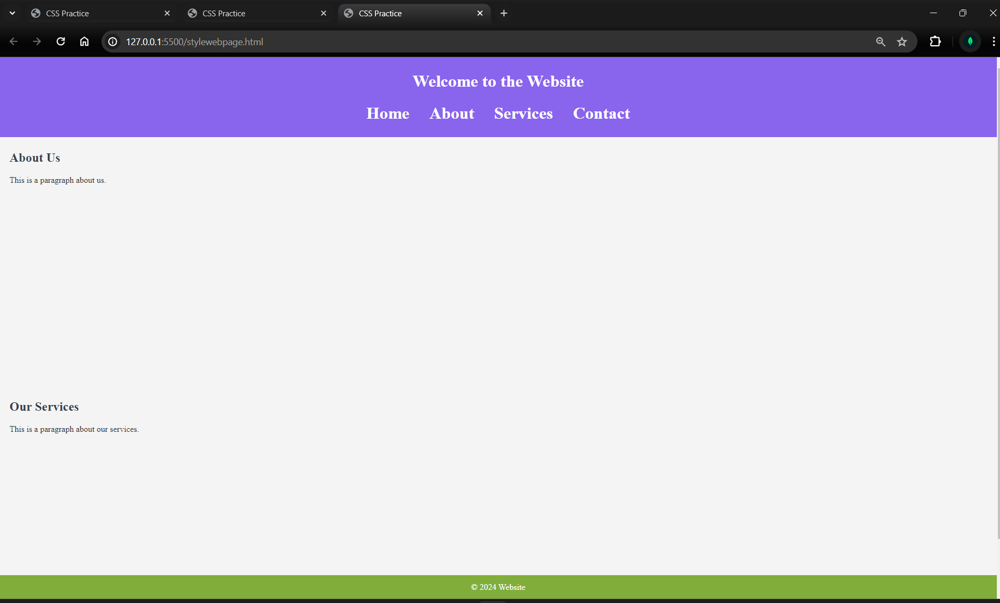 CSS Practice CSS Practice CSS Practice
127.0.0.1:5500/stylewebpage.html
Welcome to the Website
Home About Services Contact
About Us
This is a paragraph about us.
Our Services
This is a paragraph about our services.
© 2024 Website